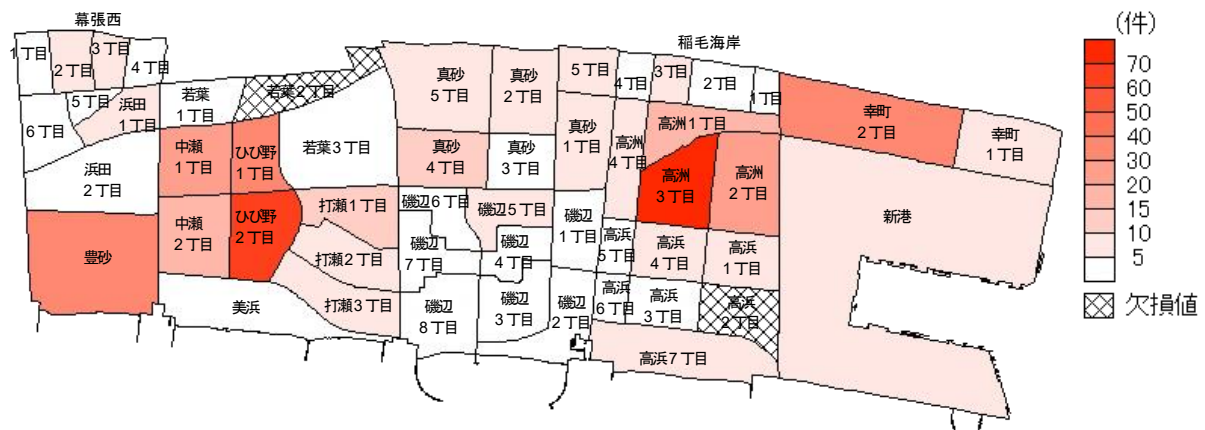 幕張西
1丁目
2丁目
3丁目
4丁目
5丁目
6丁目
浜田
1丁目
浜田
2丁目
豊砂
若葉
1丁目
若葉2丁目
若葉3丁目
中瀬
1丁目
中瀬
2丁目
ひび野
1丁目
ひび野
2丁目
美浜
打瀬1丁目
打瀬2丁目
打瀬3丁目
真砂
5丁目
真砂
2丁目
真砂
4丁目
真砂
3丁目
真砂
1丁目
磯辺6丁目
磯辺5丁目
磯辺
7丁目
磯辺
4丁目
磯辺
1丁目
磯辺
8丁目
磯辺
3丁目
磯辺
2丁目
稲毛海岸
5丁目
4丁目
3丁目
2丁目
1丁目
高洲
4丁目
高洲1丁目
高洲
3丁目
高洲
2丁目
高浜
5丁目
高浜
4丁目
高浜
1丁目
高浜
6丁目
高浜
3丁目
高浜
2丁目
高浜7丁目
幸町
2丁目
幸町
1丁目
新港
(件)
70
60
50
40
30
20
15
10
5
欠損値